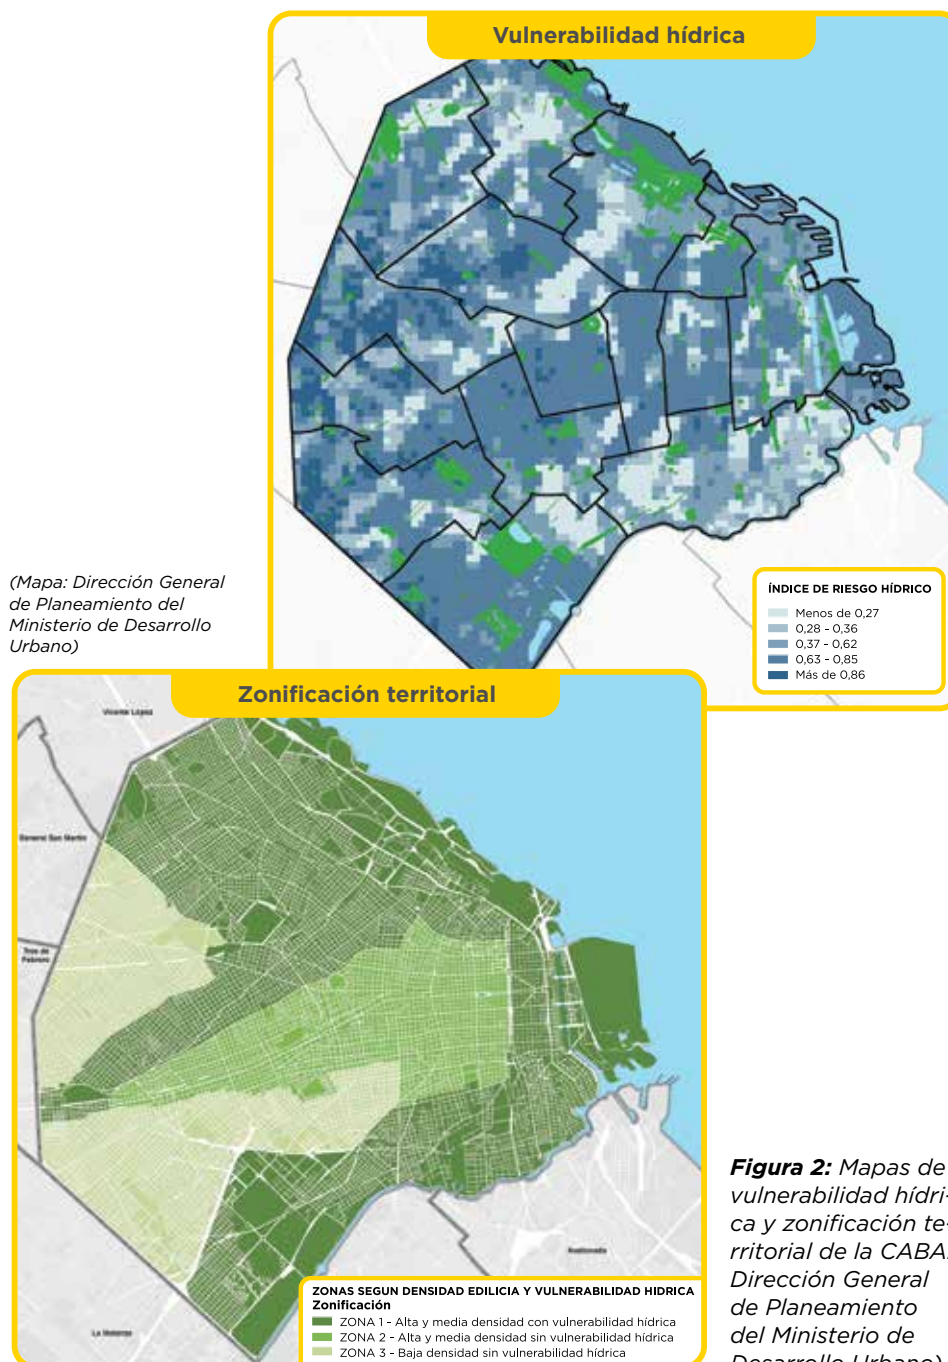 Vulnerabilidad hídrica
(Mapa: Dirección General
de Planeamiento del
Ministerio de Desarrollo
Urbano)
ÍNDICE DE RIESGO HÍDRICO
Menos de 0,27
0,28 - 0,36
0,37 - 0,62
0,63 - 0,85
Más de 0,86
Zonificación territorial
Vicente López
General San Martín
Tres de
Febrero
La Matanza
Avellaneda
ZONAS SEGUN DENSIDAD EDILICIA Y VULNERABILIDAD HIDRICA
Zonificación
ZONA 1 - Alta y media densidad con vulnerabilidad hídrica
ZONA 2 - Alta y media densidad sin vulnerabilidad hídrica
ZONA 3 - Baja densidad sin vulnerabilidad hídrica
Figura 2: Mapas de
vulnerabilidad hídri-
ca y zonificación te-
rritorial de la CABA.
Dirección General
de Planeamiento
del Ministerio de
Desarrollo Urbano)